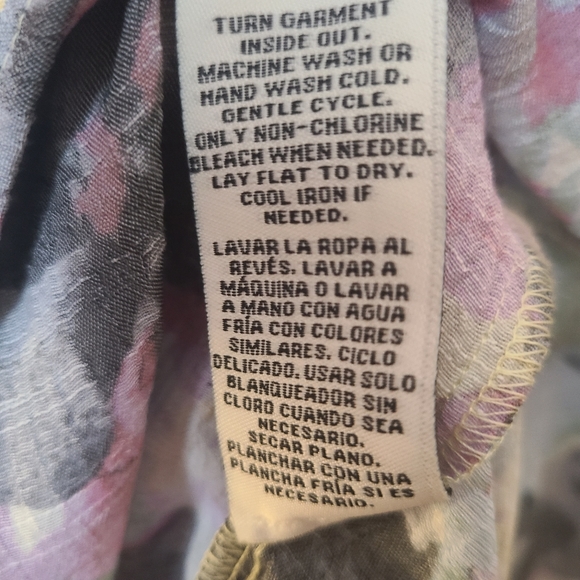 TURN GARMENT
INSIDE OUT.
MACHINE WASH OR
HAND WASH COLD.
GENTLE CYCLE.
ONLY NON-CHLORINE
BLEACH WHEN NEEDED.
LAY FLAT TO DRY.
COOL IRON IF
NEEDED.
LAVAR LA ROPA AL
REVÉS. LAVAR A
MÁQUINA O LAVAR
A MANO CON AGUA
FRÍA CON COLORES
SIMILARES. CICLO
DELICADO. USAR SOLO
BLANQUEADOR SIN
CLORO CUANDO SEA
NECESARIO.
SECAR PLANO.
PLANCHAR CON UNA
PLANCHA FRÍA SI ES
NECESARIO.